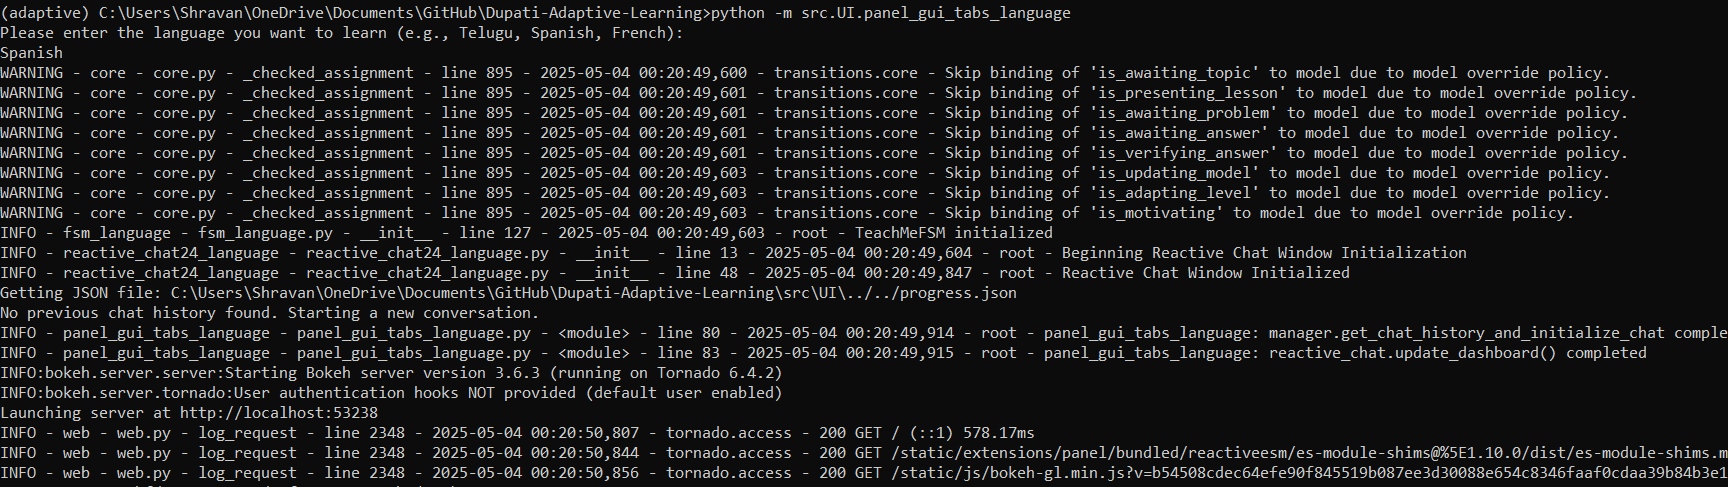 (adaptive) C:\Users\Shravan\OneDrive\Documents\GitHub\Dupati-Adaptive-Learning>python -m src.UI.panel_gui_tabs_language
Please enter the language you want to learn (e.g., Telugu, Spanish, French):
Spanish
WARNING - core - core.py - _checked_assignment - line 895 - 2025-05-04 00:20:49,600 - transitions.core - Skip binding of 'is_awaiting_topic' to model due to model override policy.
WARNING - core - core.py - _checked_assignment - line 895 - 2025-05-04 00:20:49,601 - transitions.core - Skip binding of 'is_presenting_lesson' to model due to model override policy.
WARNING - core - core.py - _checked_assignment - line 895 - 2025-05-04 00:20:49,601 - transitions.core - Skip binding of 'is_awaiting_problem' to model due to model override policy.
WARNING - core - core.py - _checked_assignment - line 895 - 2025-05-04 00:20:49,601 - transitions.core - Skip binding of 'is_awaiting_answer' to model due to model override policy.
WARNING - core - core.py - _checked_assignment - line 895 - 2025-05-04 00:20:49,601 - transitions.core - Skip binding of 'is_verifying_answer' to model due to model override policy.
WARNING - core - core.py - _checked_assignment - line 895 - 2025-05-04 00:20:49,603 - transitions.core - Skip binding of 'is_updating_model' to model due to model override policy.
WARNING - core - core.py - _checked_assignment - line 895 - 2025-05-04 00:20:49,603 - transitions.core - Skip binding of 'is_adapting_level' to model due to model override policy.
WARNING - core - core.py - _checked_assignment - line 895 - 2025-05-04 00:20:49,603 - transitions.core - Skip binding of 'is_motivating' to model due to model override policy.
INFO - fsm_language - fsm_language.py - __init__ - line 127 - 2025-05-04 00:20:49,603 - root - TeachMeFSM initialized
INFO - reactive_chat24_language - reactive_chat24_language.py - __init__ - line 13 - 2025-05-04 00:20:49,604 - root - Beginning Reactive Chat Window Initialization
INFO - reactive_chat24_language - reactive_chat24_language.py - __init__ - line 48 - 2025-05-04 00:20:49,847 - root - Reactive Chat Window Initialized
Getting JSON file: C:\Users\Shravan\OneDrive\Documents\GitHub\Dupati-Adaptive-Learning\src\UI\../../progress.json
No previous chat history found. Starting a new conversation.
INFO - panel_gui_tabs_language - panel_gui_tabs_language.py - <module> - line 80 - 2025-05-04 00:20:49,914 - root - panel_gui_tabs_language: manager.get_chat_history_and_initialize_chat comple
INFO - panel_gui_tabs_language - panel_gui_tabs_language.py - <module> - line 83 - 2025-05-04 00:20:49,915 - root - panel_gui_tabs_language: reactive_chat.update_dashboard() completed
INFO:bokeh.server.server:Starting Bokeh server version 3.6.3 (running on Tornado 6.4.2)
INFO:bokeh.server.tornado:User authentication hooks NOT provided (default user enabled)
Launching server at http://localhost:53238
INFO - web - web.py - log_request - line 2348 - 2025-05-04 00:20:50,807 - tornado.access - 200 GET / (::1) 578.17ms
INFO - web - web.py - log_request - line 2348 - 2025-05-04 00:20:50,844 - tornado.access - 200 GET /static/extensions/panel/bundled/reactiveesm/es-module-shims@%5E1.10.0/dist/es-module-shims.m
INFO - web - web.py - log_request - line 2348 - 2025-05-04 00:20:50,856 - tornado.access - 200 GET /static/js/bokeh-gl.min.js?v=b54508cdec64efe90f845519b087ee3d30088e654c8346faaf0cdaa39b84b3e1